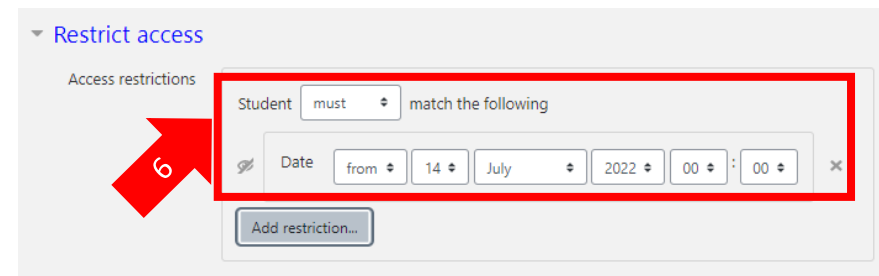 Restrict access
Access restrictions
Student must match the following
Date from 14 July 2022 00 : 00
Add restriction...
6